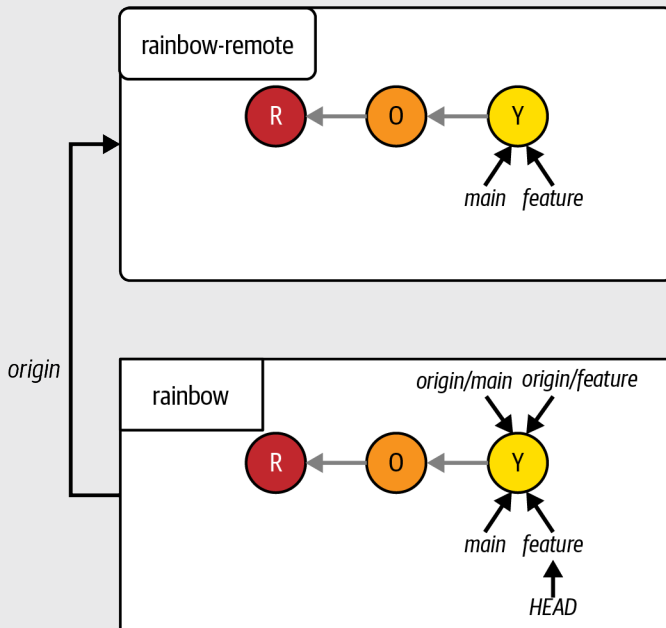 rainbow-remote
R O Y
main feature
origin
rainbow
origin/main origin/feature
R O Y
main feature
HEAD